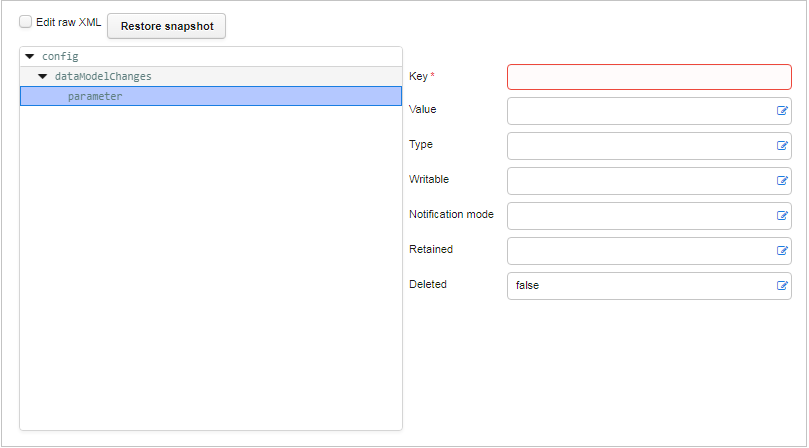 Edit raw XML
Restore snapshot
config
dataModelChanges
parameter
Key *
Value
Type
Writable
Notification mode
Retained
Deleted false